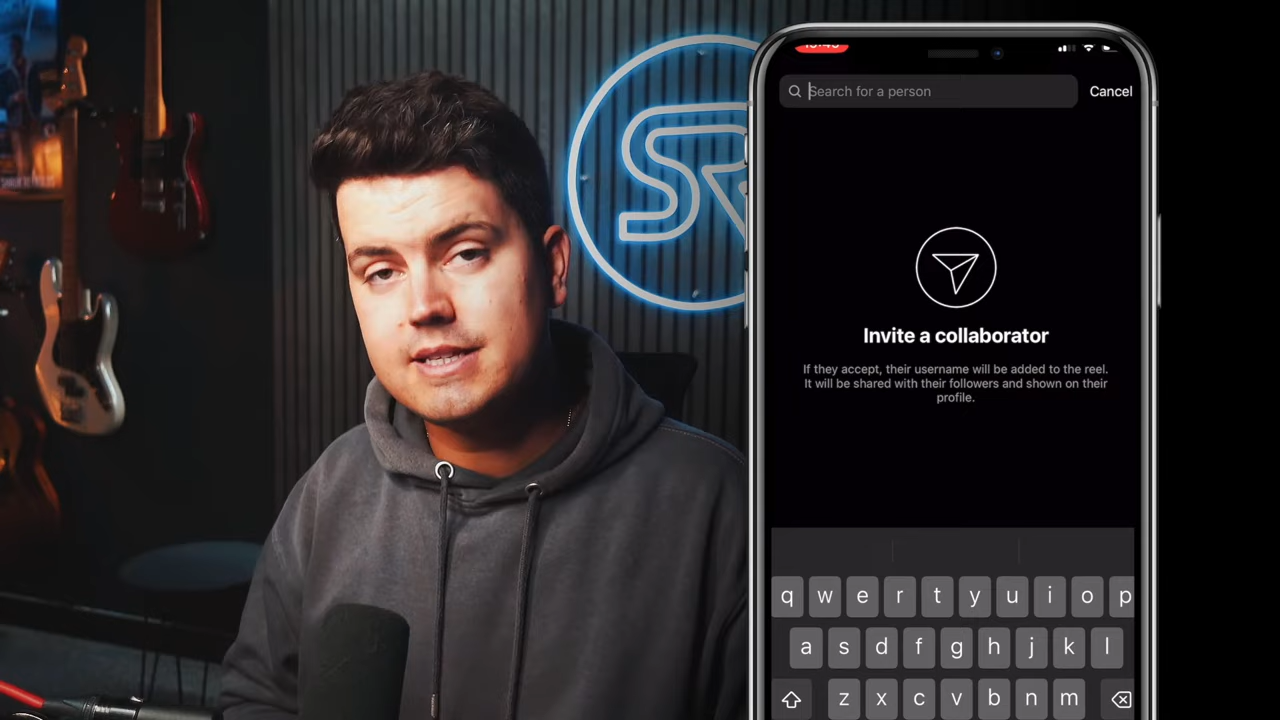 SR
Search for a person
Cancel
Invite a collaborator
If they accept, their username will be added to the reel.
It will be shared with their followers and shown on their
profile.
q w e r t y u i o p
a s d f g h j k l
z x c v b n m